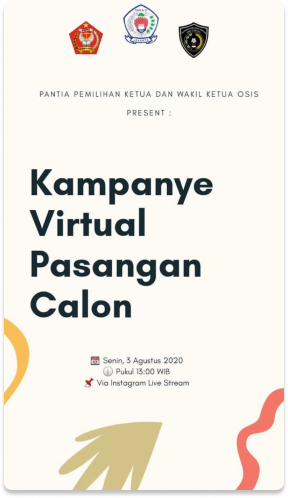 PANTIA PEMILIHAN KETUA DAN WAKIL KETUA OSIS
PRESENT :
Kampanye
Virtual
Pasangan
Calon
Senin, 3 Agustus 2020
Pukul 13:00 WIB
Via Instagram Live Stream